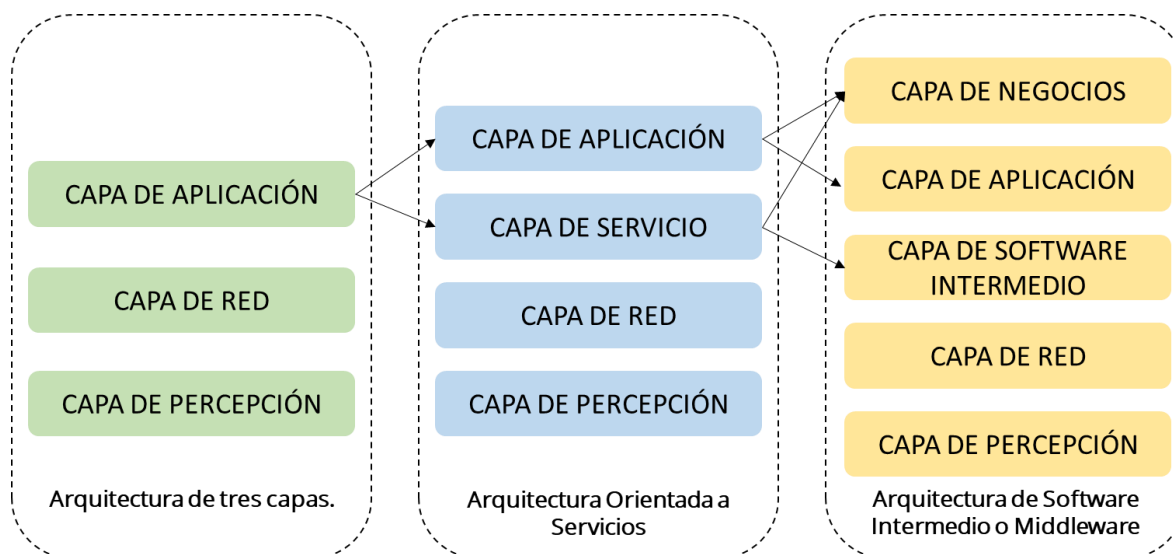 CAPA DE APLICACIÓN
CAPA DE RED
CAPA DE PERCEPCIÓN
Arquitectura de tres capas.
CAPA DE APLICACIÓN
CAPA DE SERVICIO
CAPA DE RED
CAPA DE PERCEPCIÓN
Arquitectura Orientada a
Servicios
CAPA DE NEGOCIOS
CAPA DE APLICACIÓN
CAPA DE SOFTWARE
INTERMEDIO
CAPA DE RED
CAPA DE PERCEPCIÓN
Arquitectura de Software
Intermedio o Middleware